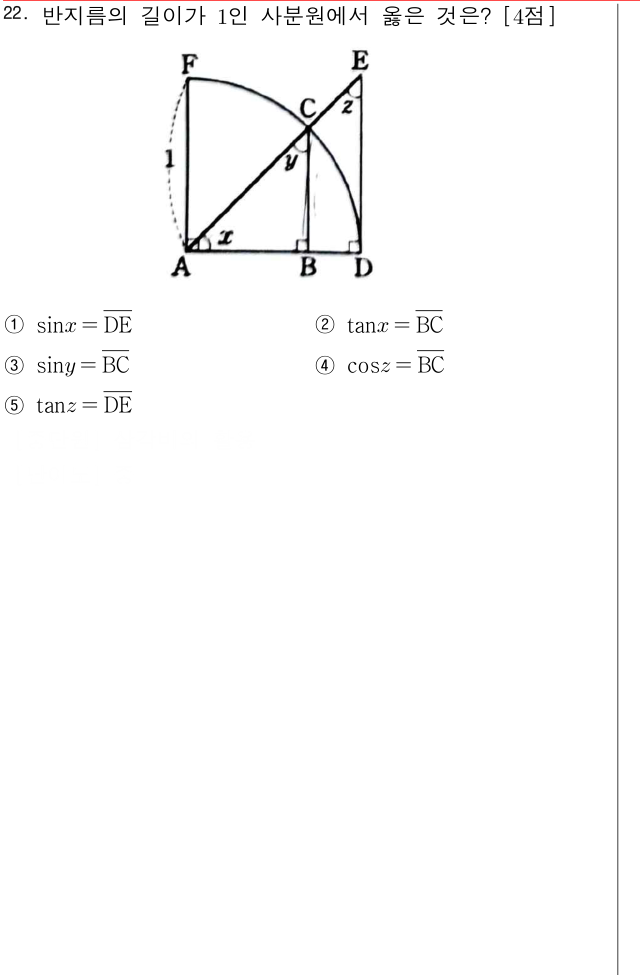 22. 반지름의 길이가 1인 사분원에서 옳은 것은? [4점]
F
E
C
z
1
y
x
A
B
D
① sinx = DE
② tanx = BC
③ siny = BC
④ cosz = BC
⑤ tanz = DE